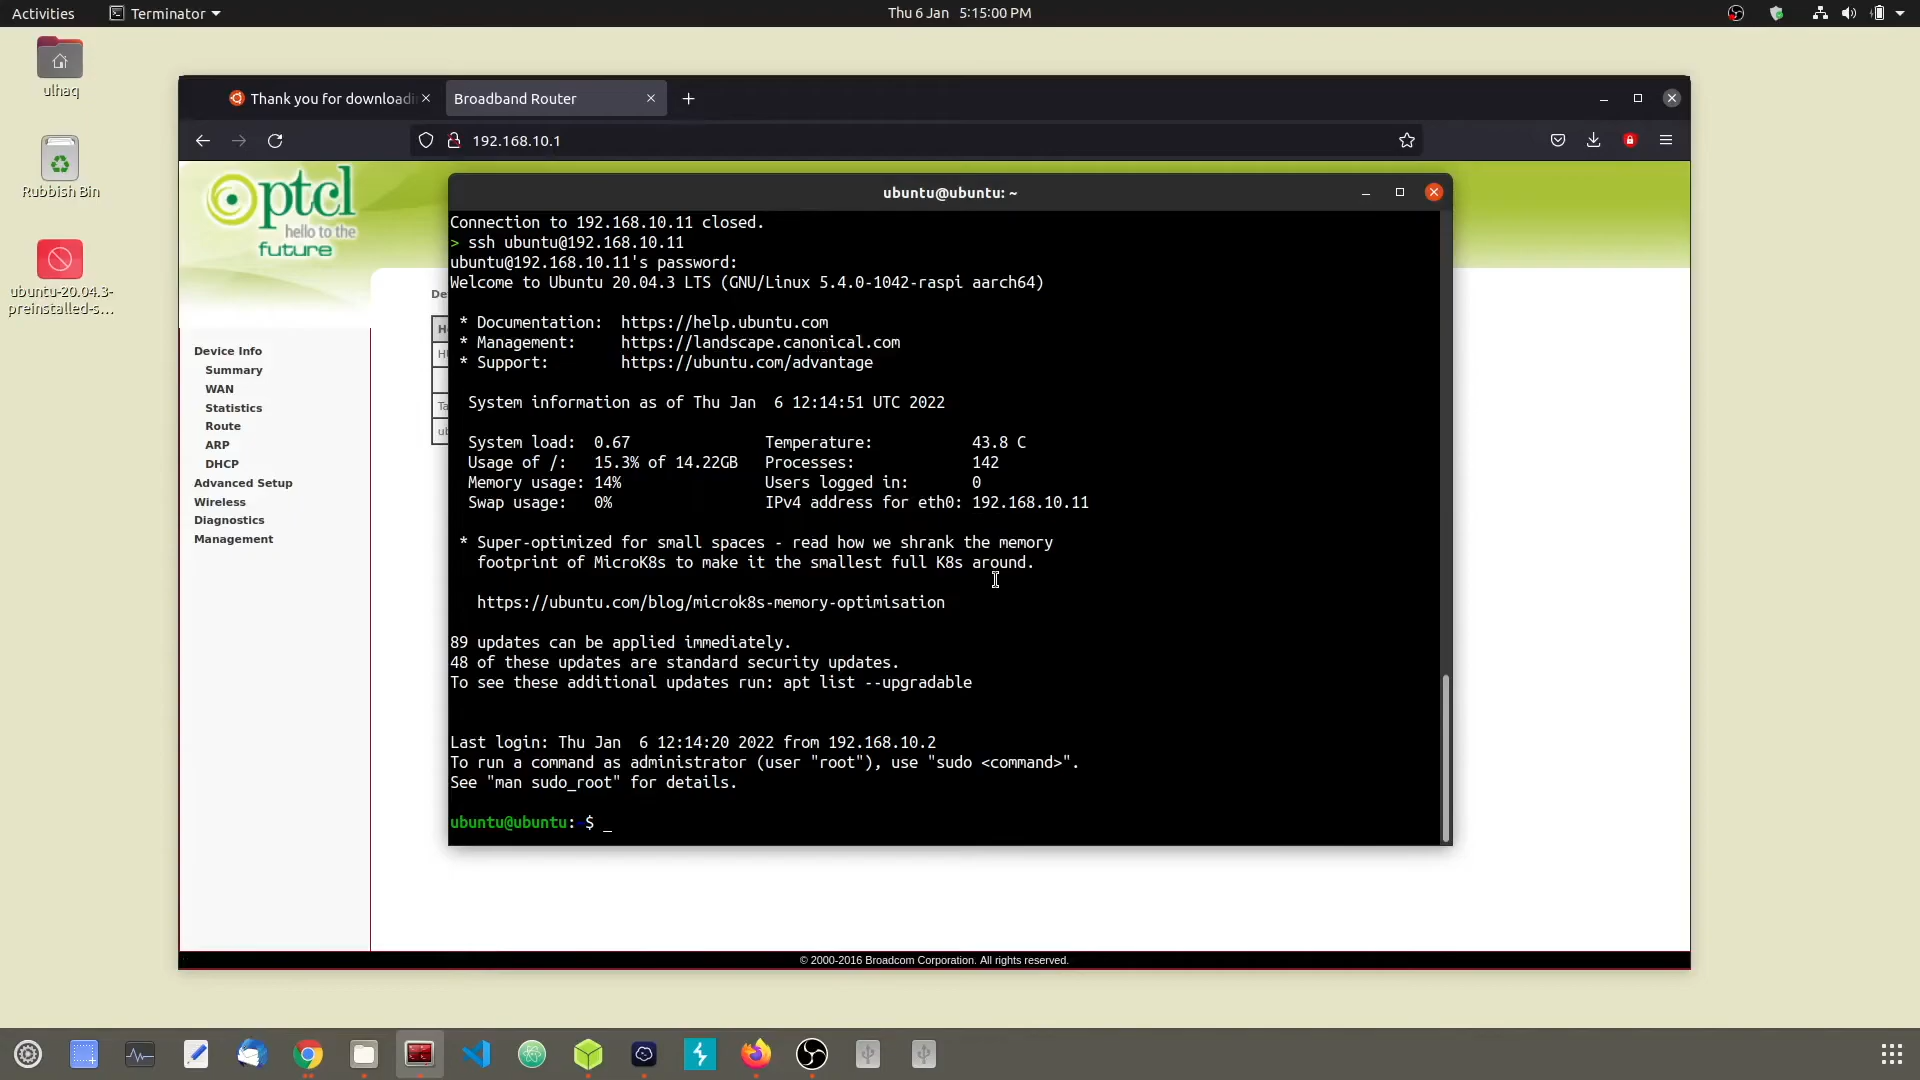 Activities
Terminator
Thu 6 Jan 5:15:00 PM
ulhaq
Rubbish Bin
ubuntu-20.04.3-
preinstalled-s...
Thank you for downloadi
Broadband Router
192.168.10.1
ptcl
hello to the
future
Device Info
Summary
WAN
Statistics
Route
ARP
DHCP
Advanced Setup
Wireless
Diagnostics
Management
De
Ta
ub
ubuntu@ubuntu: ~
Connection to 192.168.10.11 closed.
> ssh ubuntu@192.168.10.11
ubuntu@192.168.10.11's password:
Welcome to Ubuntu 20.04.3 LTS (GNU/Linux 5.4.0-1042-raspi aarch64)
* Documentation: https://help.ubuntu.com
* Management: https://landscape.canonical.com
* Support: https://ubuntu.com/advantage
System information as of Thu Jan 6 12:14:51 UTC 2022
System load: 0.67 Temperature: 43.8 C
Usage of /: 15.3% of 14.22GB Processes: 142
Memory usage: 14% Users logged in: 0
Swap usage: 0% IPv4 address for eth0: 192.168.10.11
* Super-optimized for small spaces - read how we shrank the memory
footprint of MicroK8s to make it the smallest full K8s around.
https://ubuntu.com/blog/microk8s-memory-optimisation
89 updates can be applied immediately.
48 of these updates are standard security updates.
To see these additional updates run: apt list --upgradable
Last login: Thu Jan 6 12:14:20 2022 from 192.168.10.2
To run a command as administrator (user "root"), use "sudo <command>".
See "man sudo_root" for details.
ubuntu@ubuntu:~$ _
© 2000-2016 Broadcom Corporation. All rights reserved.